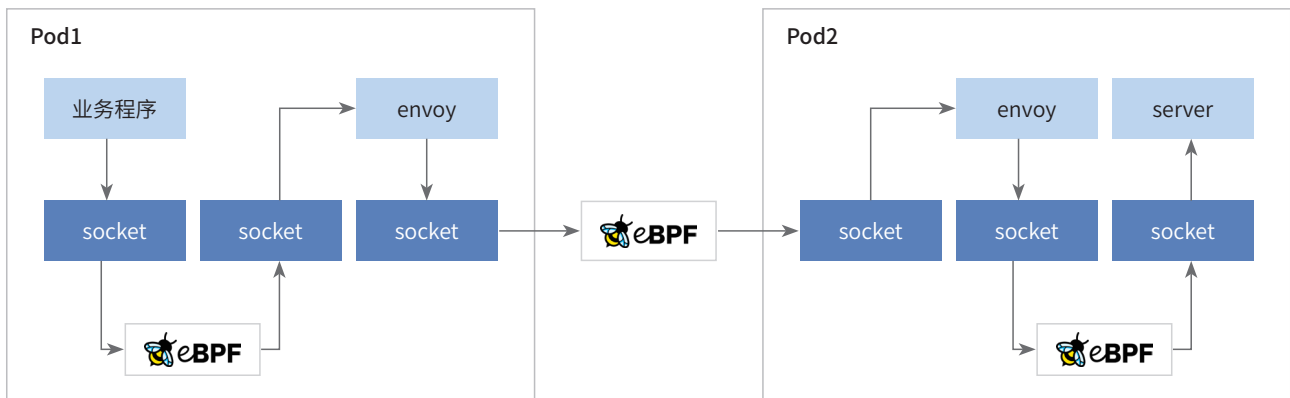 Pod1
Pod2
业务程序
envoy
envoy
server
socket
socket
socket
eBPF
socket
socket
socket
eBPF
eBPF